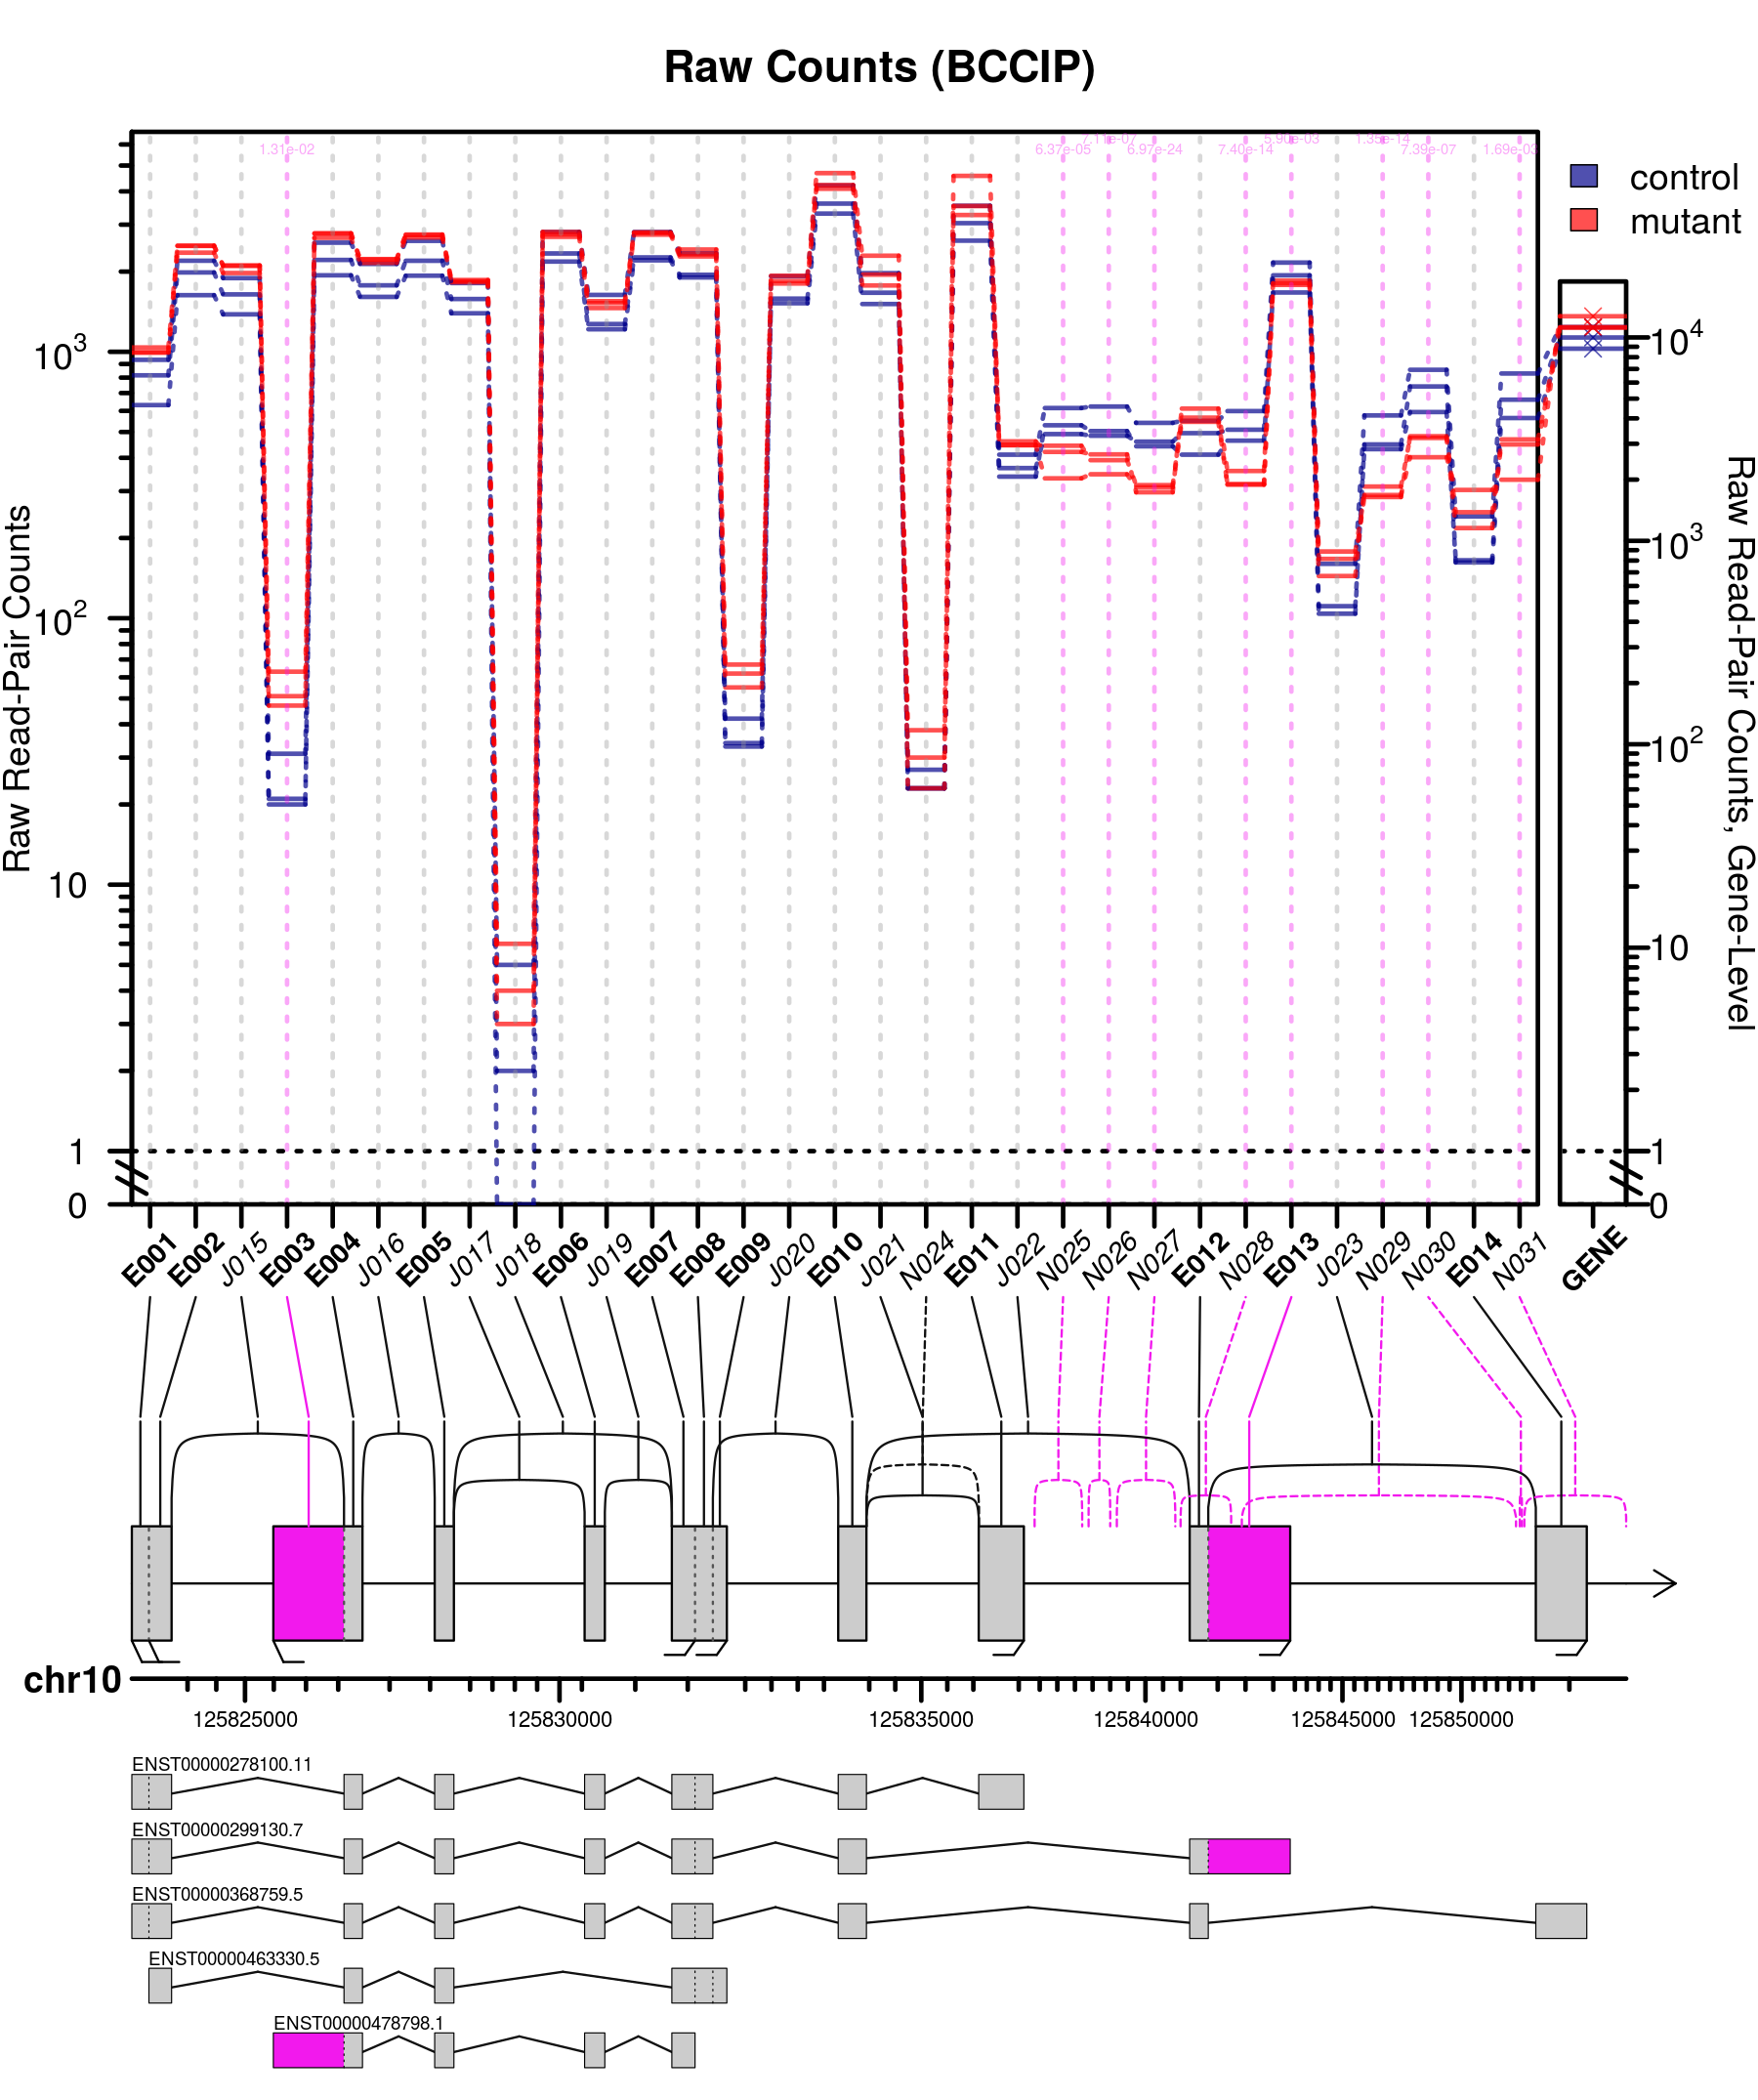 Raw Counts (BCCIP)
1.31e-02
6.37e-05
7.11e-07
6.97e-24
7.40e-14
5.90e-03
1.35e-14
7.39e-07
1.69e-03
control
mutant
Raw Read-Pair Counts
10³
10²
10
1
0
10⁴
10³
10²
10
1
0
Raw Read-Pair Counts, Gene-Level
E001 E002 J015 E003 E004 J016 E005 J017 J018 E006 J019 E007 E008 E009 J020 E010 J021 N024 E011 J022 N025 N026 N027 E012 N028 E013 J023 N029 N030 E014 N031 GENE
chr10
125825000 125830000 125835000 125840000 125845000 125850000
ENST00000278100.11
ENST00000299130.7
ENST00000368759.5
ENST00000463330.5
ENST00000478798.1